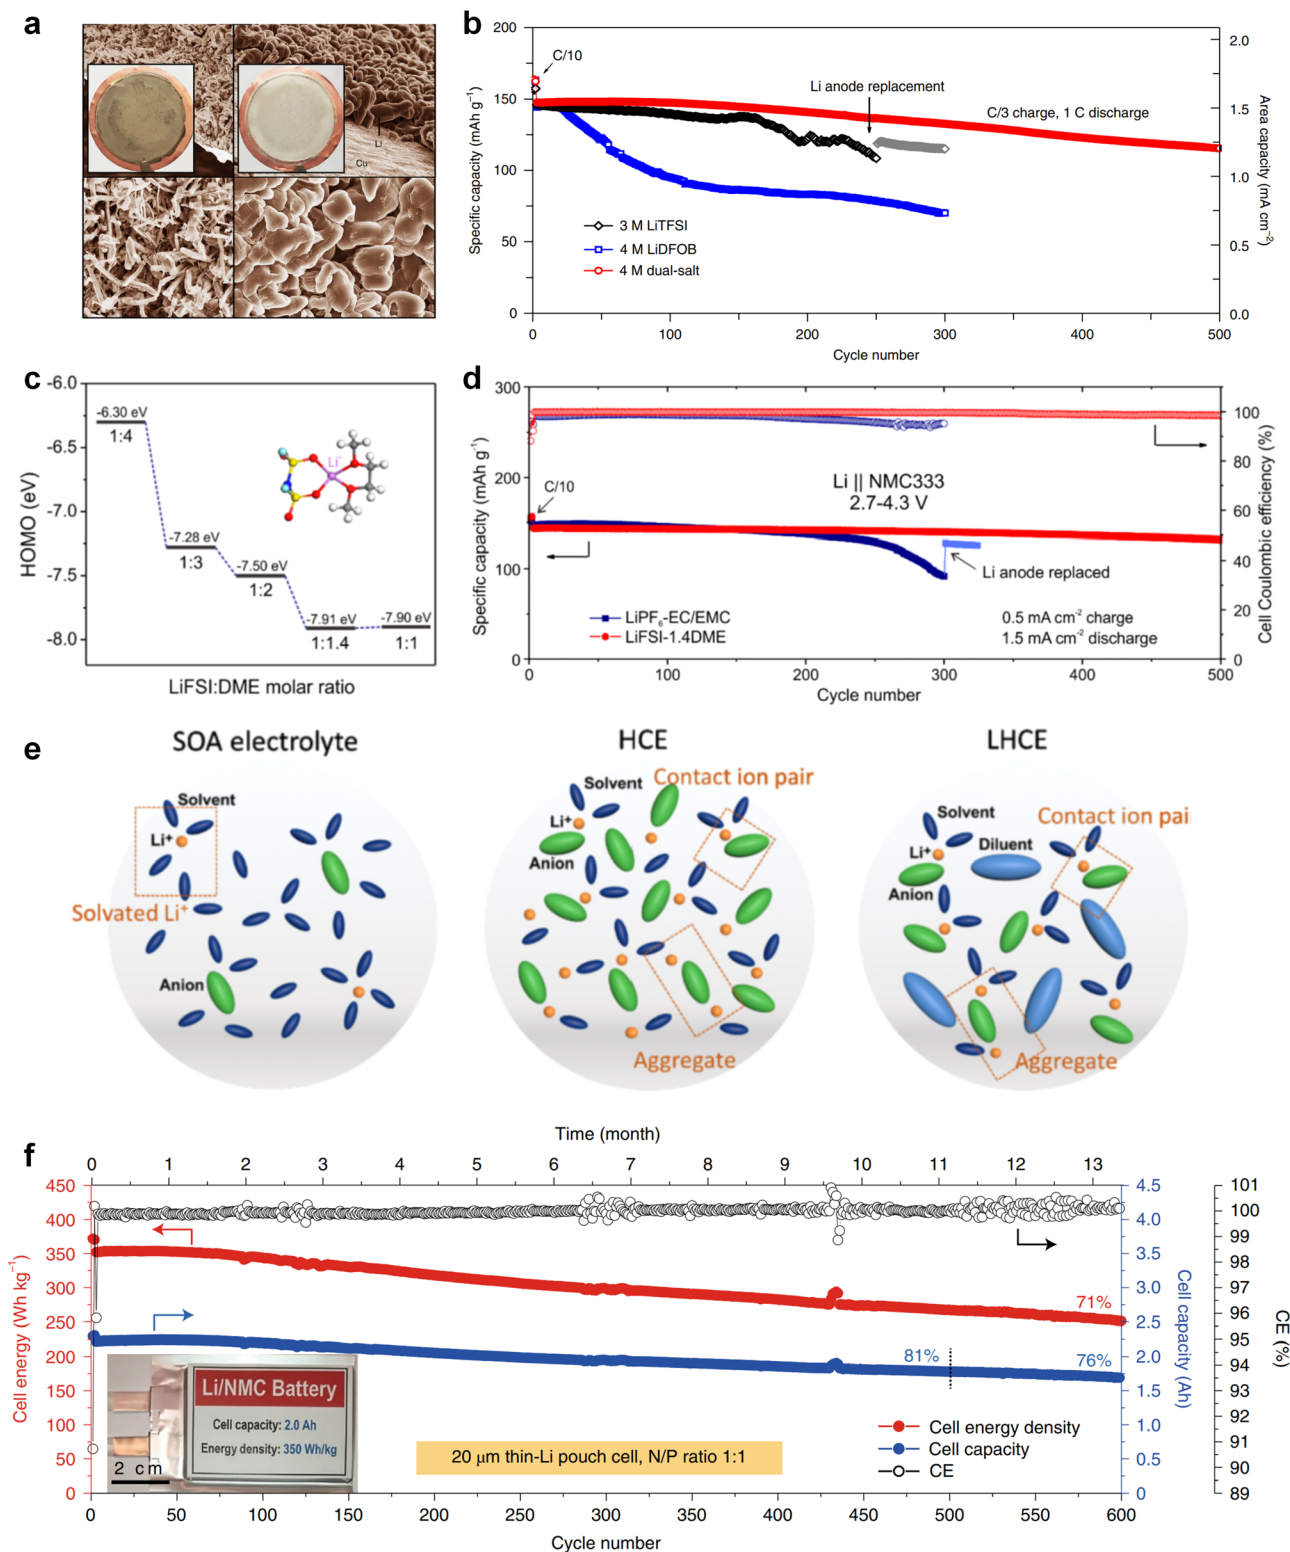 a
Li
Cu
b
200
150
100
50
0
Specific capacity (mAh g⁻¹)
C/10
Li anode replacement
C/3 charge, 1 C discharge
3 M LiTFSI
4 M LiDFOB
4 M dual-salt
2.0
1.5
1.0
0.5
0.0
Area capacity (mA cm⁻²)
0 100 200 300 400 500
Cycle number
c
-6.0
-6.5
-7.0
-7.5
-8.0
HOMO (eV)
-6.30 eV
1:4
Li⁺
-7.28 eV
1:3
-7.50 eV
1:2
-7.91 eV
1:1.4
-7.90 eV
1:1
LiFSI:DME molar ratio
d
300
200
100
0
Specific capacity (mAh g⁻¹)
C/10
Li || NMC333
2.7-4.3 V
Li anode replaced
LiPF₆-EC/EMC
LiFSI-1.4DME
0.5 mA cm⁻² charge
1.5 mA cm⁻² discharge
100
80
60
40
20
0
Cell Coulombic efficiency (%)
0 100 200 300 400 500
Cycle number
e
SOA electrolyte
Solvent
Li⁺
Solvated Li⁺
Anion
HCE
Solvent
Contact ion pair
Li⁺
Anion
Aggregate
LHCE
Solvent
Contact ion pai
Diluent
Li⁺
Anion
Aggregate
f
Time (month)
0 1 2 3 4 5 6 7 8 9 10 11 12 13
450
400
350
300
250
200
150
100
50
0
Cell energy (Wh kg⁻¹)
71%
81%
76%
Li/NMC Battery
Cell capacity: 2.0 Ah
Energy density: 350 Wh/kg
2 cm
20 μm thin-Li pouch cell, N/P ratio 1:1
Cell energy density
Cell capacity
CE
4.5
4.0
3.5
3.0
2.5
2.0
1.5
1.0
0.5
0
Cell capacity (Ah)
101
100
99
98
97
96
95
94
93
92
91
90
89
CE (%)
0 50 100 150 200 250 300 350 400 450 500 550 600
Cycle number